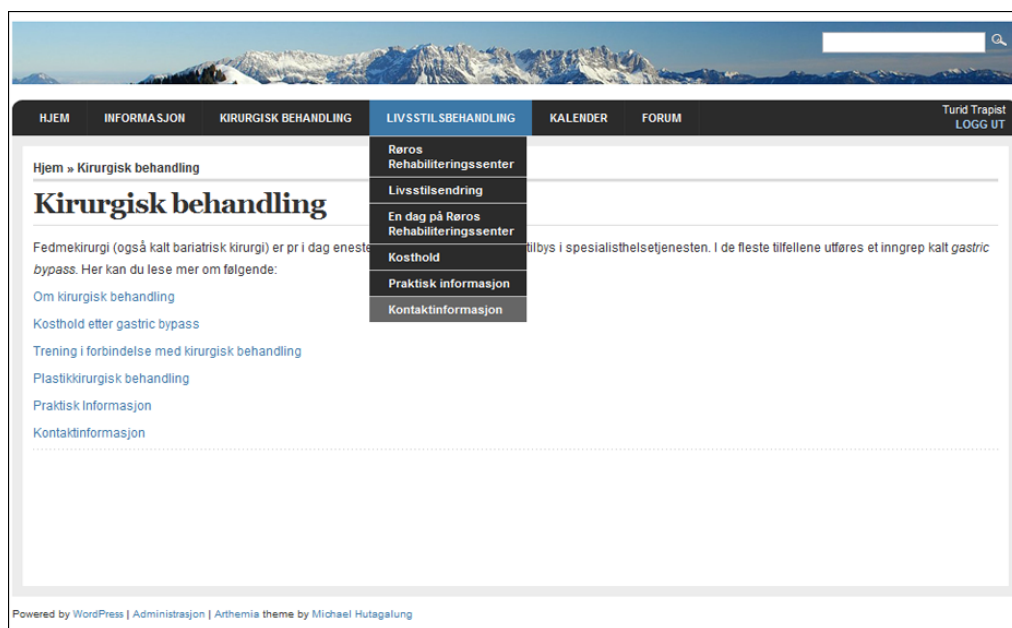 HJEM INFORMASJON KIRURGISK BEHANDLING LIVSSTILSBEHANDLING KALENDER FORUM
Turid Trapist
LOGG UT
Røros
Rehabiliteringssenter
Livsstilsendring
En dag på Røros
Rehabiliteringssenter
Kosthold
Praktisk informasjon
Kontaktinformasjon
Hjem » Kirurgisk behandling
Kirurgisk behandling
Fedmekirurgi (også kalt bariatrisk kirurgi) er pr i dag eneste tilbys i spesialisthelsetjenesten. I de fleste tilfellene utføres et inngrep kalt gastric
bypass. Her kan du lese mer om følgende:
Om kirurgisk behandling
Kosthold etter gastric bypass
Trening i forbindelse med kirurgisk behandling
Plastikkirurgisk behandling
Praktisk Informasjon
Kontaktinformasjon
Powered by WordPress | Administrasjon | Arthemia theme by Michael Hutagalung